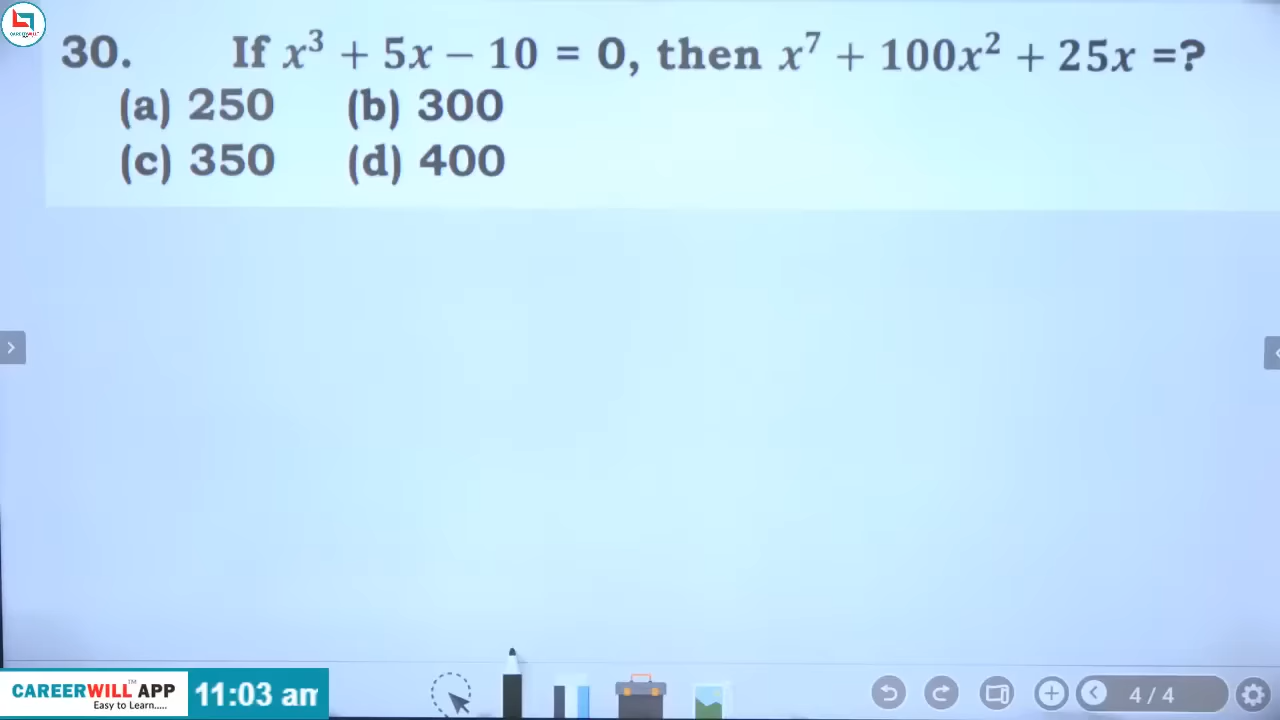 CAREERWILL
30. If x³ + 5x − 10 = 0, then x⁷ + 100x² + 25x =?
(a) 250 (b) 300
(c) 350 (d) 400
CAREERWILL™ APP
Easy to Learn.....
11:03 am
4 / 4